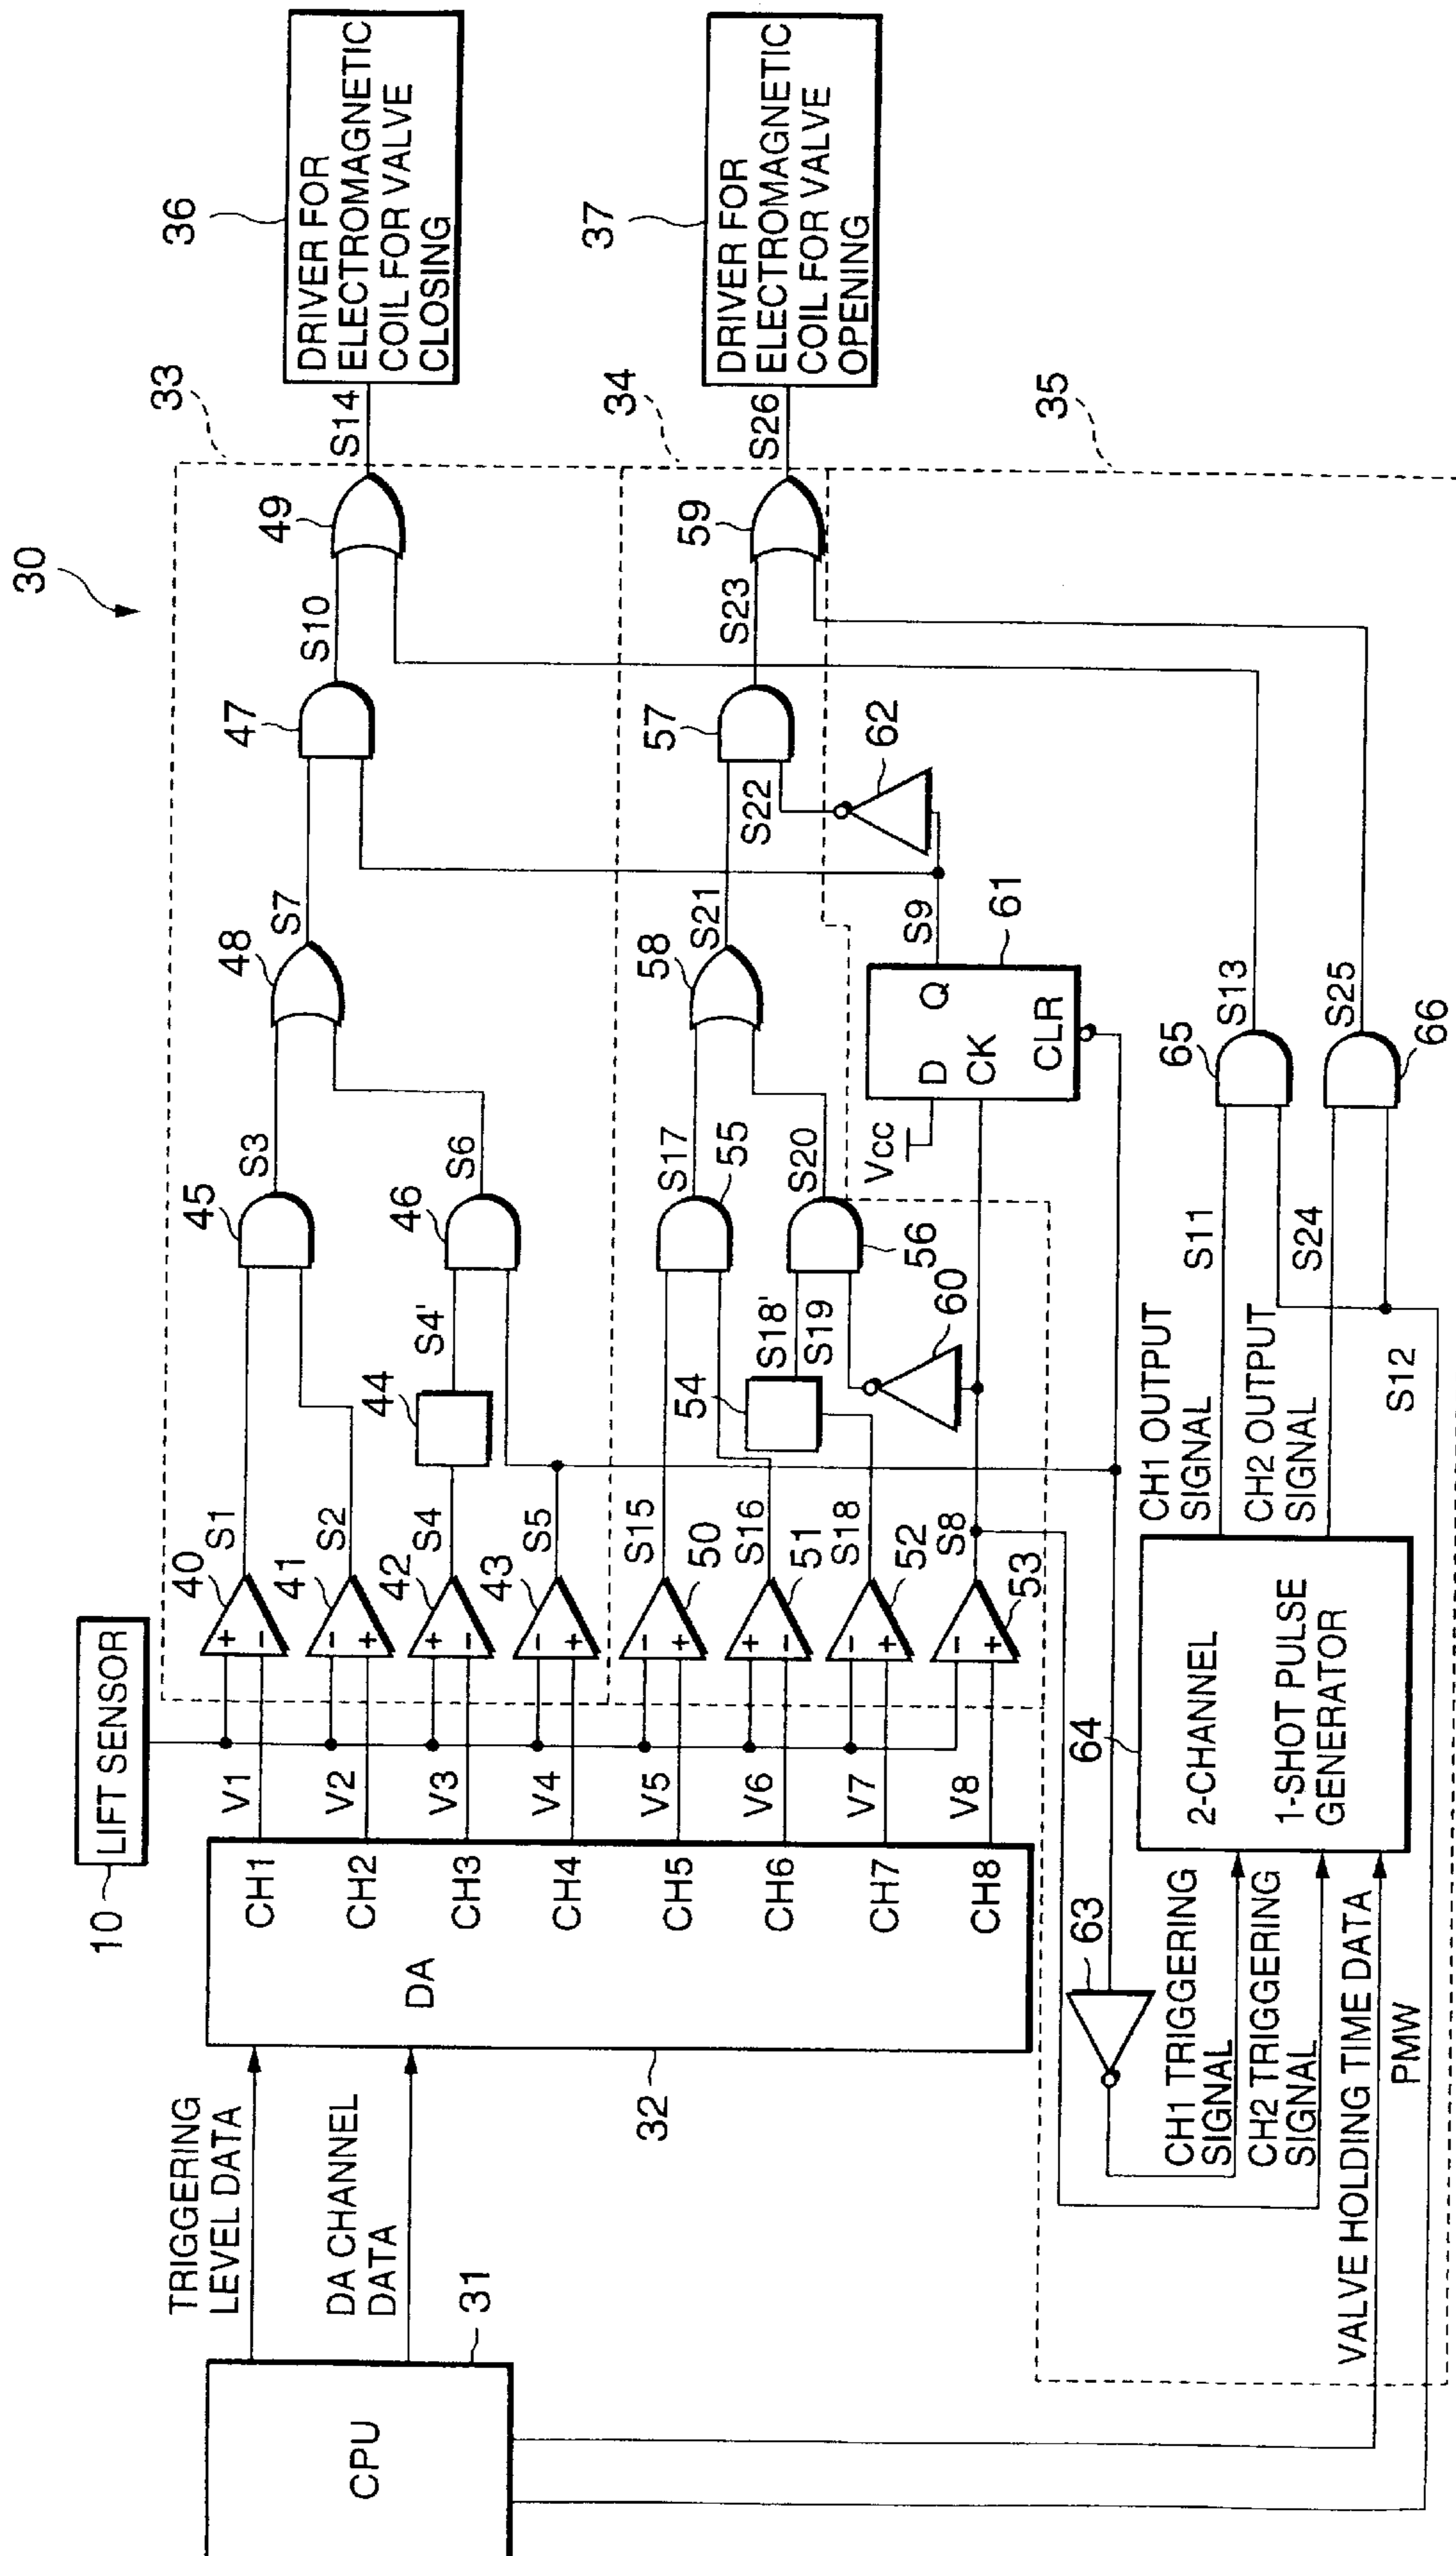 30
10
LIFT SENSOR
TRIGGERING
LEVEL DATA
DA CHANNEL
DATA
CPU
31
DA
32
CH1
CH2
CH3
CH4
CH5
CH6
CH7
CH8
V1
V2
V3
V4
V5
V6
V7
V8
33
40
+
-
S1
41
-
+
S2
42
+
-
S4
43
-
+
S5
44
S4'
45
S3
46
S6
48
S7
47
S10
49
S14
36
DRIVER FOR
ELECTROMAGNETIC
COIL FOR VALVE
CLOSING
34
50
-
+
S15
51
+
-
S16
52
-
+
S18
53
-
+
S8
54
S18'
S19
60
55
S17
56
S20
58
S21
57
S22
S23
59
S26
37
DRIVER FOR
ELECTROMAGNETIC
COIL FOR VALVE
OPENING
35
Vcc
D
Q
CK
CLR
61
S9
62
63
CH1 TRIGGERING
SIGNAL
CH2 TRIGGERING
SIGNAL
VALVE HOLDING TIME DATA
PMW
64
2-CHANNEL
1-SHOT PULSE
GENERATOR
CH1 OUTPUT
SIGNAL
S11
CH2 OUTPUT
SIGNAL
S24
S12
65
S13
66
S25